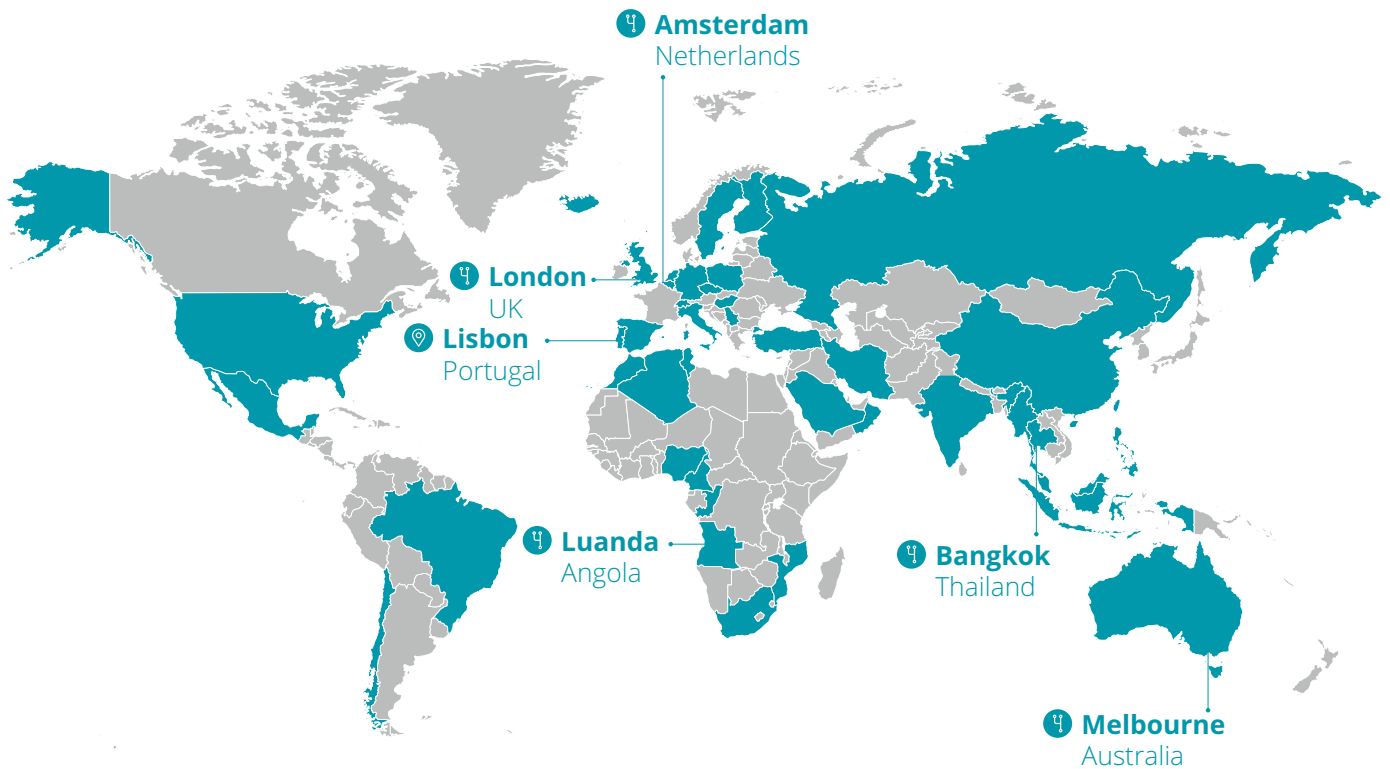 Amsterdam
Netherlands
London
UK
Lisbon
Portugal
Luanda
Angola
Bangkok
Thailand
Melbourne
Australia